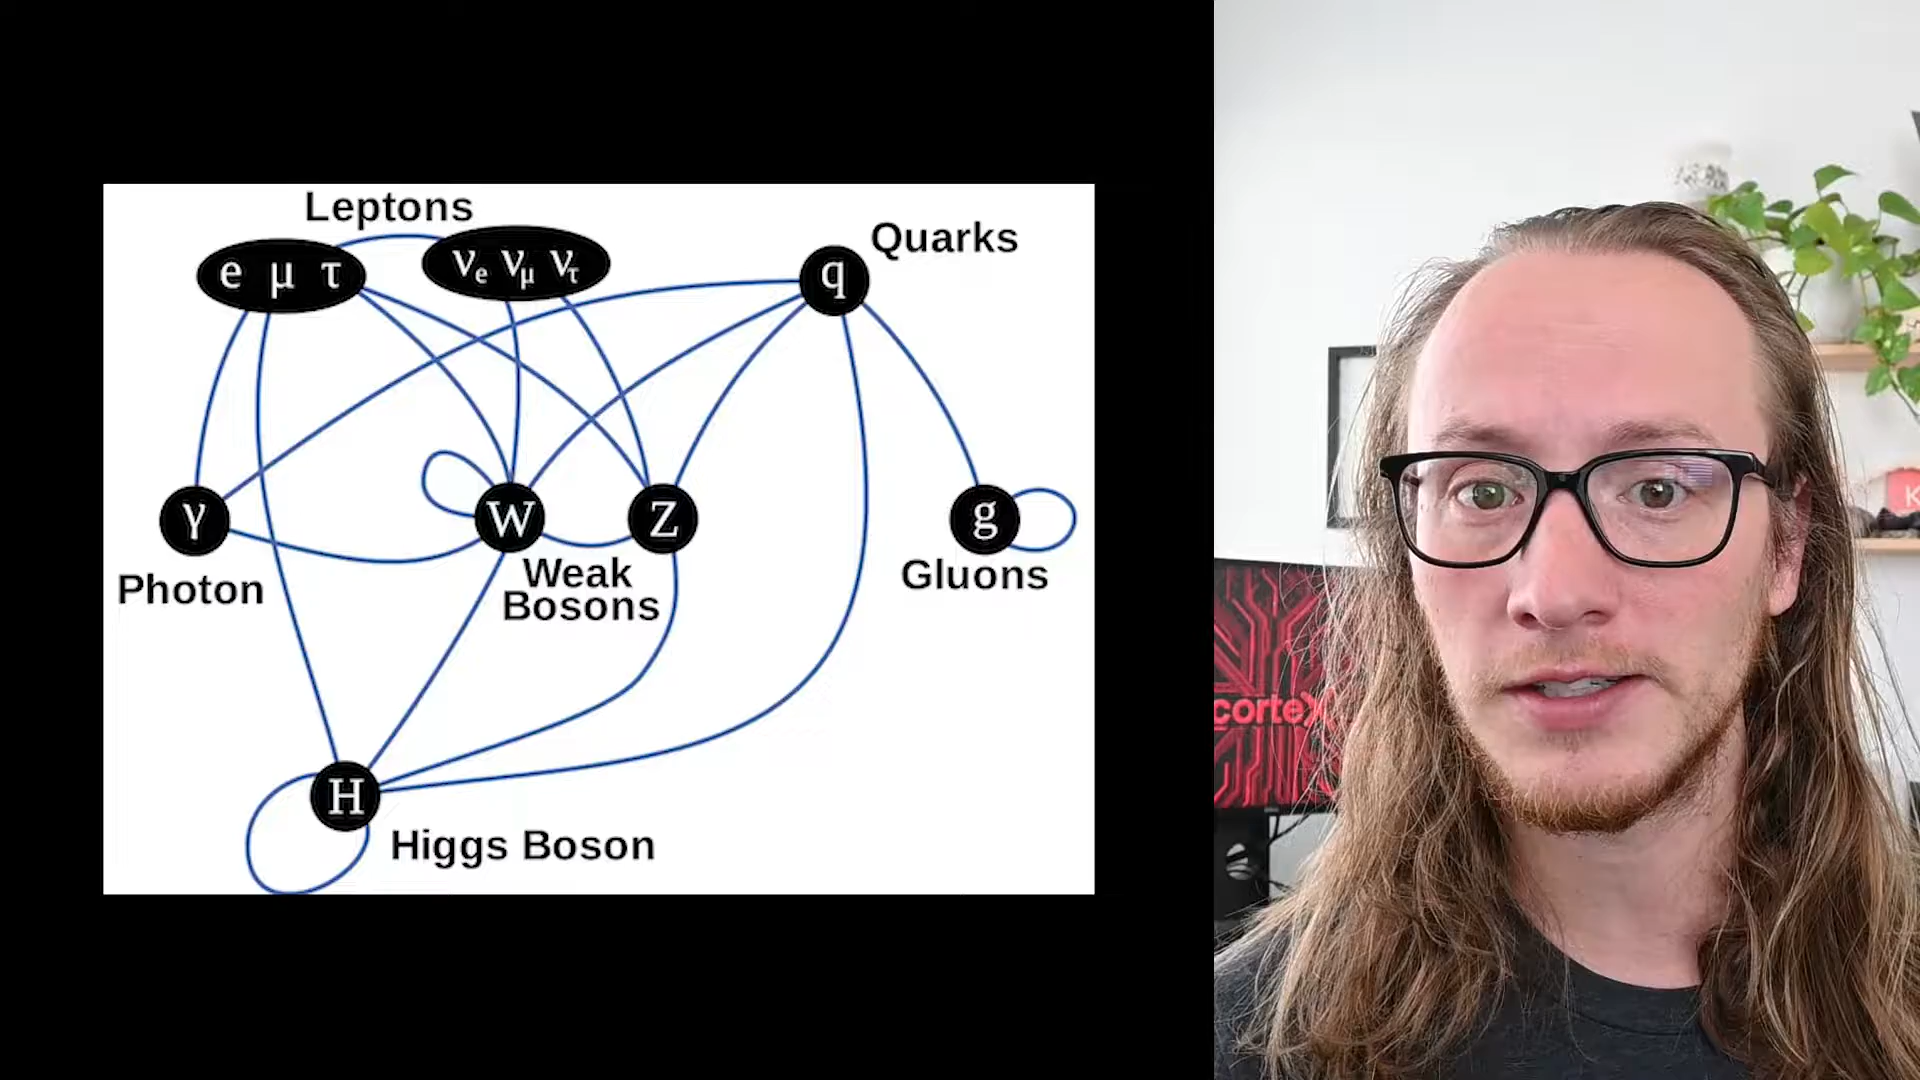 Leptons
e μ τ
νe νμ ντ
q
Quarks
γ
Photon
W
Z
Weak
Bosons
g
Gluons
H
Higgs Boson
cortex
K